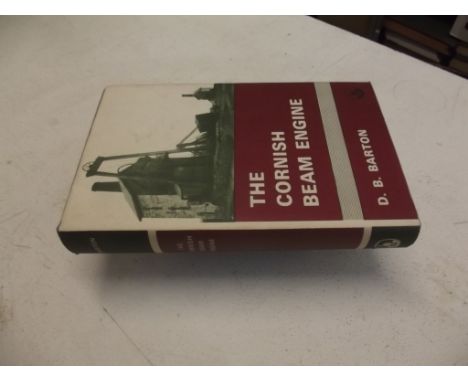 THE
CORNISH
BEAM ENGINE
D. B. BARTON